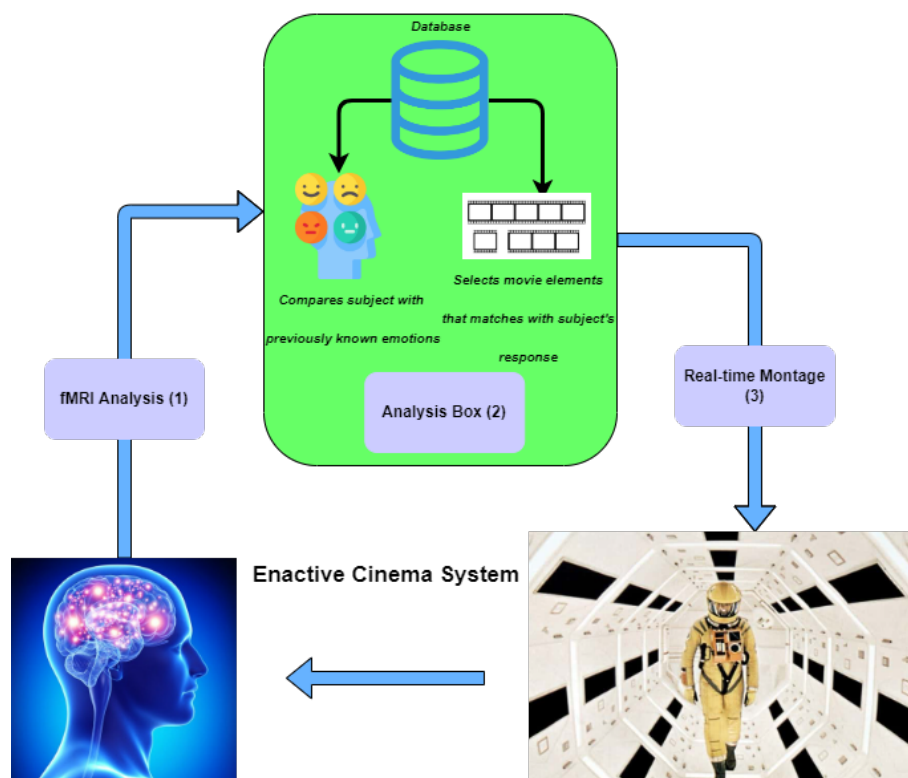 Database
Compares subject with
previously known emotions
Selects movie elements
that matches with subject's
response
fMRI Analysis (1)
Analysis Box (2)
Real-time Montage
(3)
Enactive Cinema System